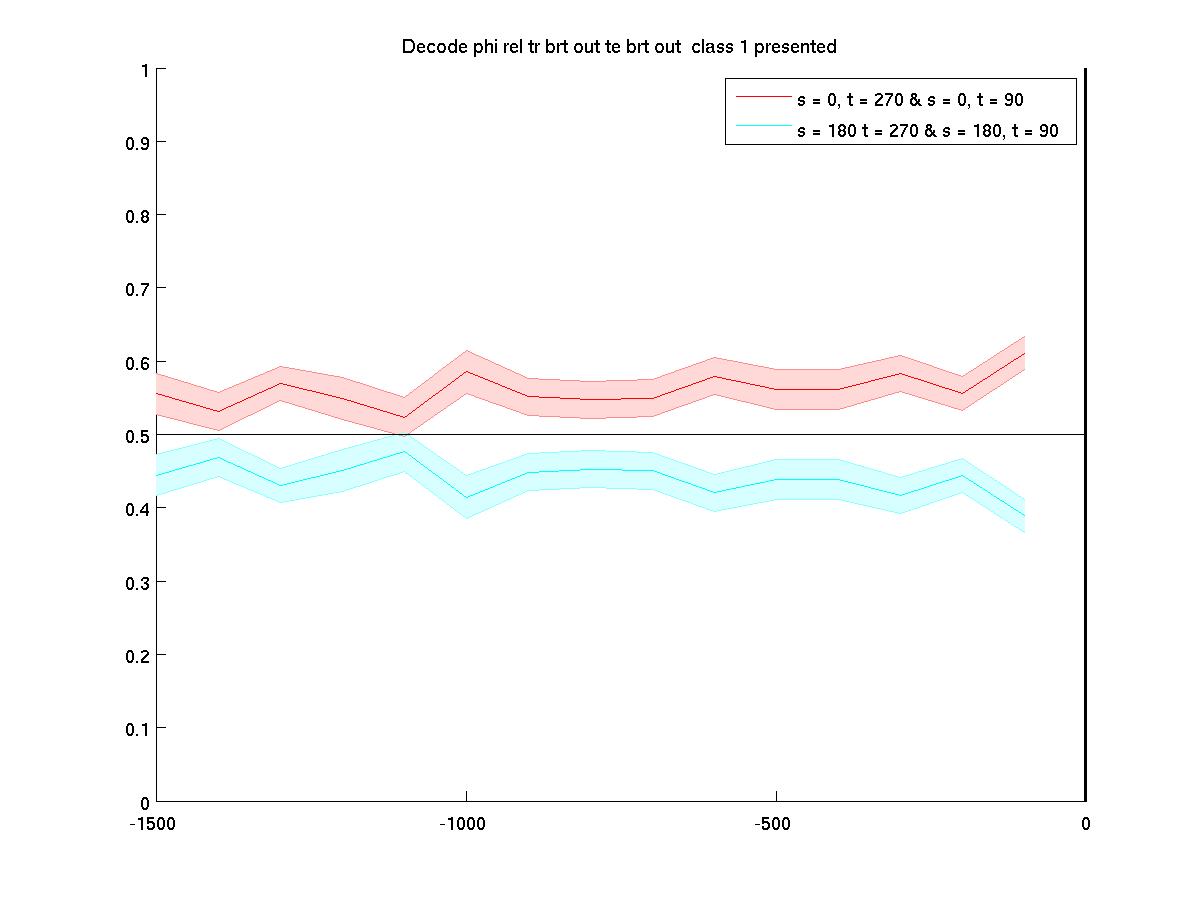 Decode phi rel tr brt out te brt out  class 1 presented
s = 0, t = 270 & s = 0, t = 90
s = 180 t = 270 & s = 180, t = 90
1
0.9
0.8
0.7
0.6
0.5
0.4
0.3
0.2
0.1
0
-1500 -1000 -500 0